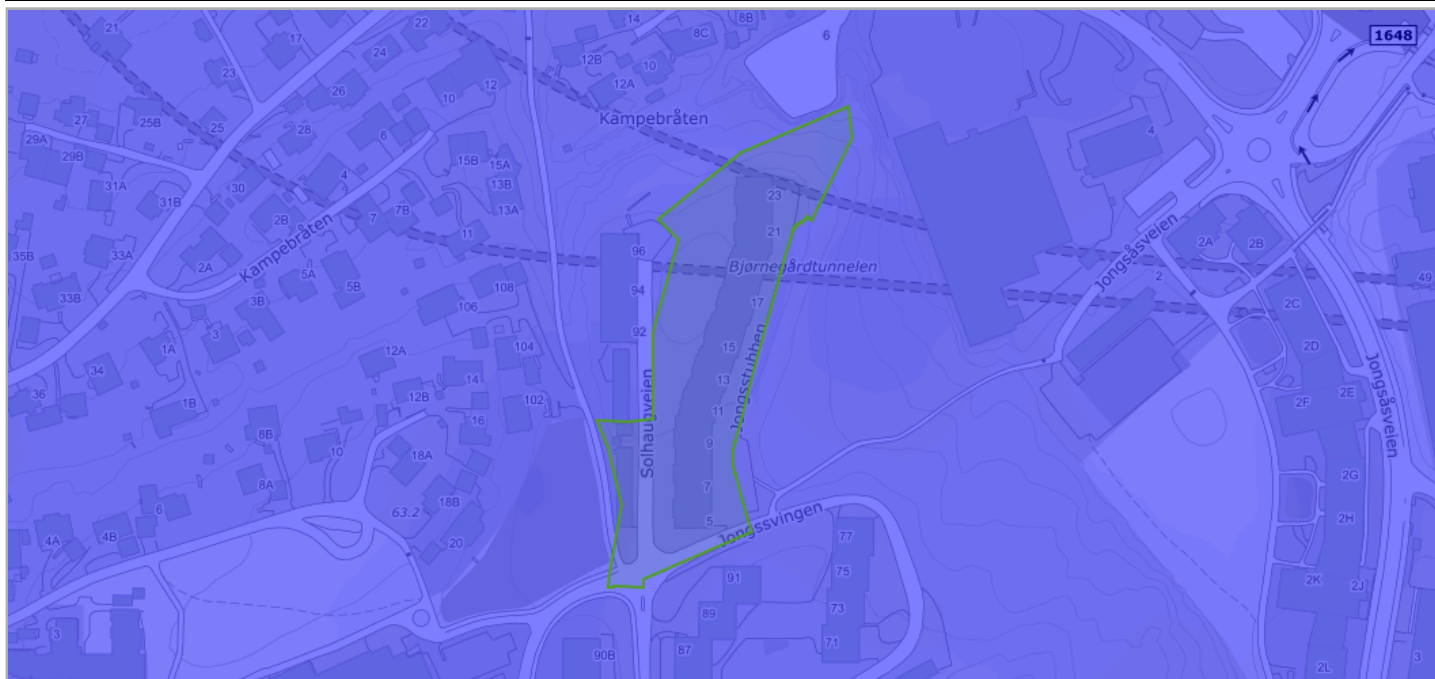 21
22
14
8B
6
1648
17
24
8C
12B
10
23
26
10
12
12A
27
25B
25
28
6
Kampebråten
4
29A
29B
15B
15A
31A
30
4
13B
23
31B
7B
13A
2B
7
21
2A
2B
35B
33A
2A
Kampebråten
11
96
Bjørnegårdtunnelen
Jongsåsveien
2
49
33B
5A
5B
108
94
17
2C
3B
106
92
3
104
15
2D
1A
12A
34
14
13
Jongsstubben
2E
36
1B
12B
102
11
2F
Jongsåsveien
8B
16
9
10
18A
Solhaugveien
2G
8A
7
6
18B
63.2
5
Jongssvingen
2H
4A
4B
20
77
91
75
2K
2J
89
73
3
87
71
90B
2L
3